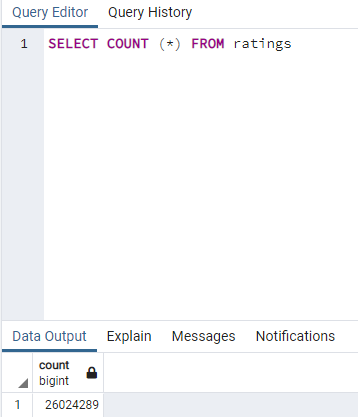 Query Editor Query History
1 SELECT COUNT (*) FROM ratings
Data Output Explain Messages Notifications
count
bigint
1 26024289